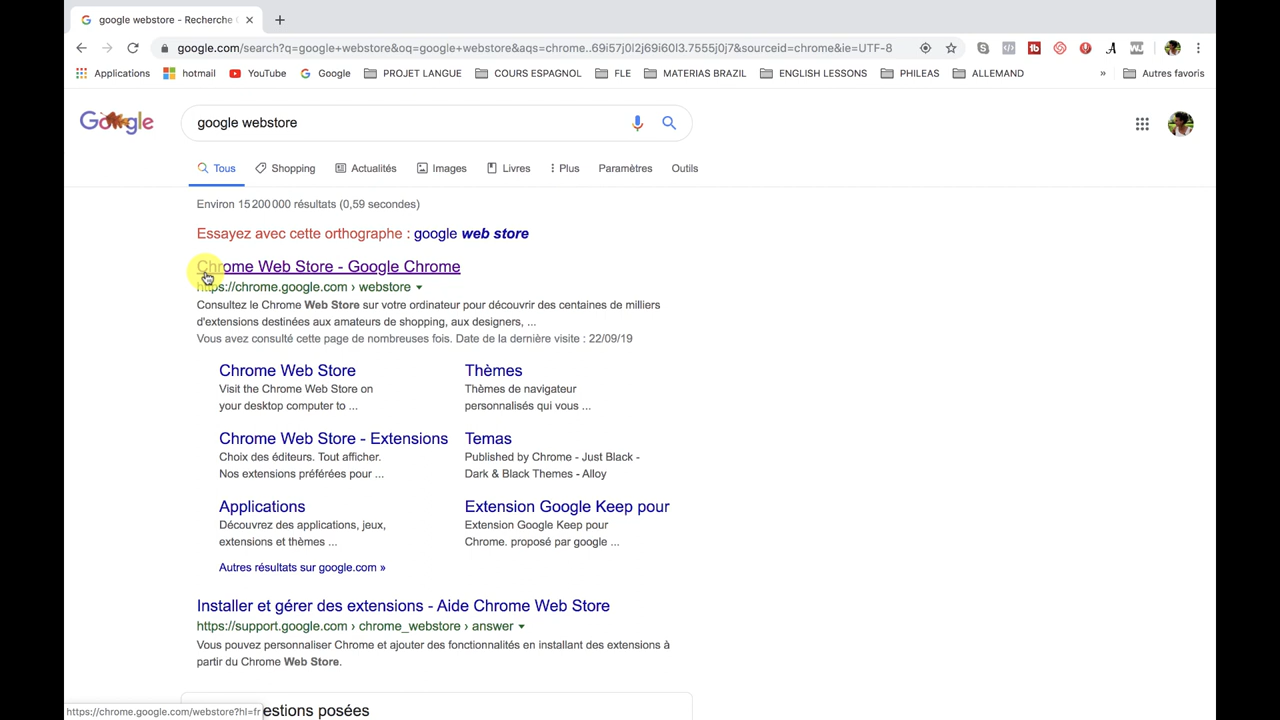 google webstore - Recherche
google.com/search?q=google+webstore&oq=google+webstore&aqs=chrome..69i57j0l2j69i60l3.7555j0j7&sourceid=chrome&ie=UTF-8
Applications hotmail YouTube Google PROJET LANGUE COURS ESPAGNOL FLE MATERIAS BRAZIL ENGLISH LESSONS PHILEAS ALLEMAND » Autres favoris
Google google webstore
Tous Shopping Actualités Images Livres Plus Paramètres Outils
Environ 15 200 000 résultats (0,59 secondes)
Essayez avec cette orthographe : google web store
Chrome Web Store - Google Chrome
https://chrome.google.com › webstore
Consultez le Chrome Web Store sur votre ordinateur pour découvrir des centaines de milliers
d'extensions destinées aux amateurs de shopping, aux designers, ...
Vous avez consulté cette page de nombreuses fois. Date de la dernière visite : 22/09/19
Chrome Web Store
Visit the Chrome Web Store on
your desktop computer to ...
Thèmes
Thèmes de navigateur
personnalisés qui vous ...
Chrome Web Store - Extensions
Choix des éditeurs. Tout afficher.
Nos extensions préférées pour ...
Temas
Published by Chrome - Just Black -
Dark & Black Themes - Alloy
Applications
Découvrez des applications, jeux,
extensions et thèmes ...
Extension Google Keep pour
Extension Google Keep pour
Chrome. proposé par google ...
Autres résultats sur google.com »
Installer et gérer des extensions - Aide Chrome Web Store
https://support.google.com › chrome_webstore › answer
Vous pouvez personnaliser Chrome et ajouter des fonctionnalités en installant des extensions à
partir du Chrome Web Store.
estions posées
https://chrome.google.com/webstore?hl=fr